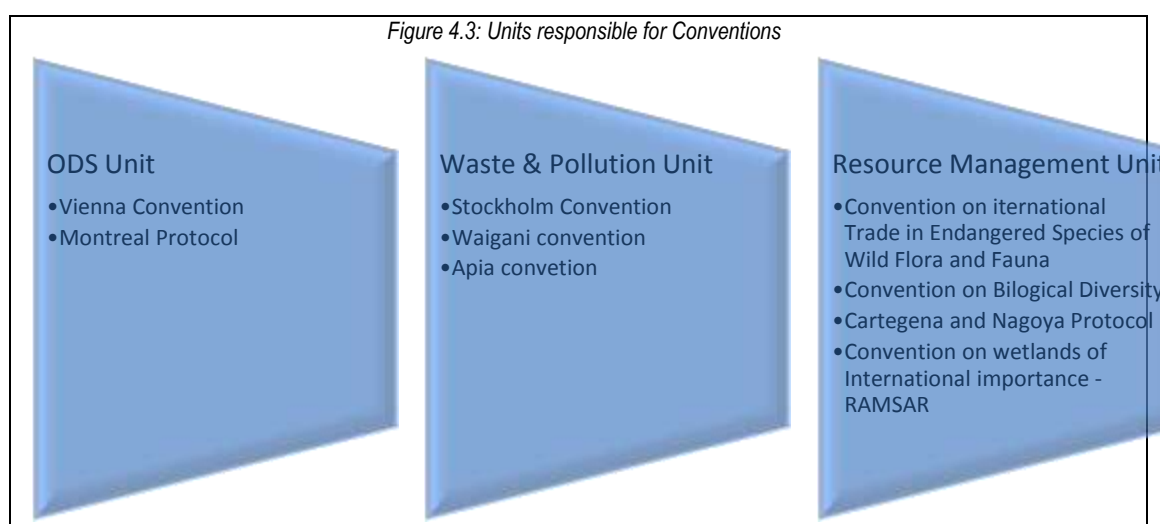 Figure 4.3: Units responsible for Conventions
ODS Unit
•Vienna Convention
•Montreal Protocol
Waste & Pollution Unit
•Stockholm Convention
•Waigani convention
•Apia convetion
Resource Management Unit
•Convention on iternational
Trade in Endangered Species of
Wild Flora and Fauna
•Convention on Bilogical Diversity
•Cartegena and Nagoya Protocol
•Convention on wetlands of
International importance -
RAMSAR